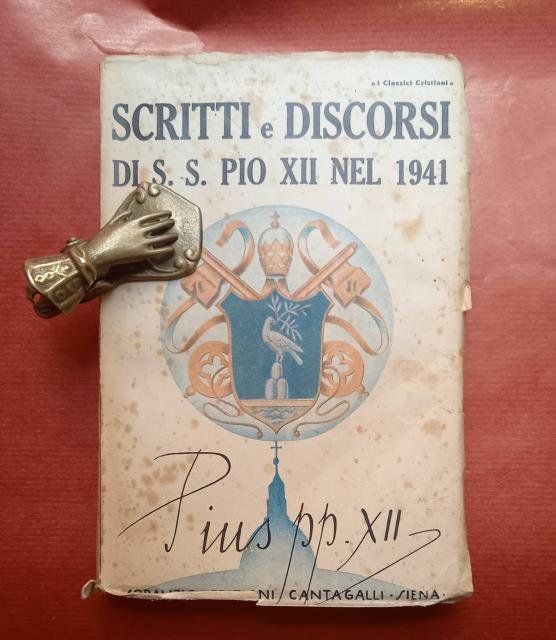 « I Classici Cristiani »
SCRITTI e DISCORSI
DI S. S. PIO XII NEL 1941
Pius pp. XII
CANTAGALLI · SIENA ·